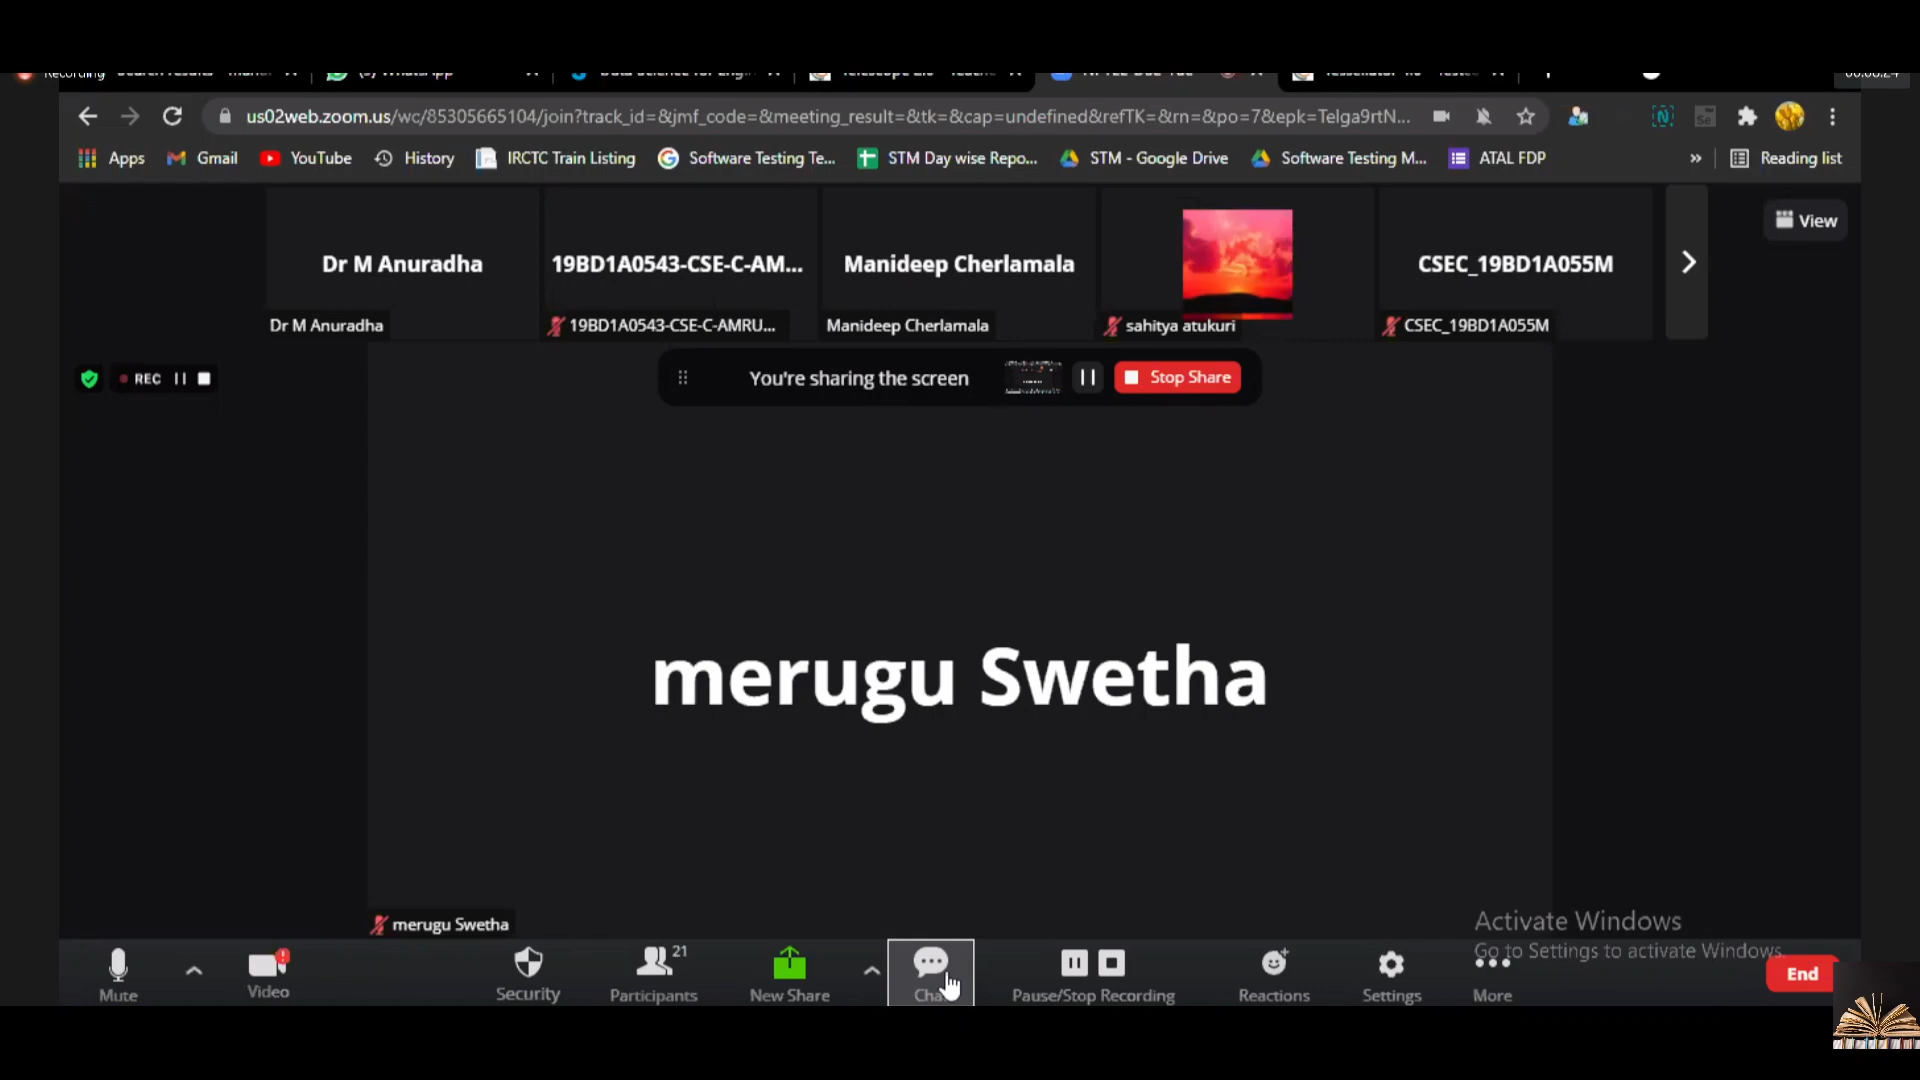 Recording
us02web.zoom.us/wc/85305665104/join?track_id=&jmf_code=&meeting_result=&tk=&cap=undefined&refTK=&rn=&po=7&epk=Telga9rtN...
Apps Gmail YouTube History IRCTC Train Listing Software Testing Te... STM Day wise Repo... STM - Google Drive Software Testing M... ATAL FDP » Reading list
View
Dr M Anuradha 19BD1A0543-CSE-C-AM... Manideep Cherlamala CSEC_19BD1A055M
Dr M Anuradha 19BD1A0543-CSE-C-AMRU... Manideep Cherlamala sahitya atukuri CSEC_19BD1A055M
REC You're sharing the screen Stop Share
merugu Swetha
merugu Swetha
Activate Windows
Go to Settings to activate Windows.
21
Mute Video Security Participants New Share Pause/Stop Recording Reactions Settings More End